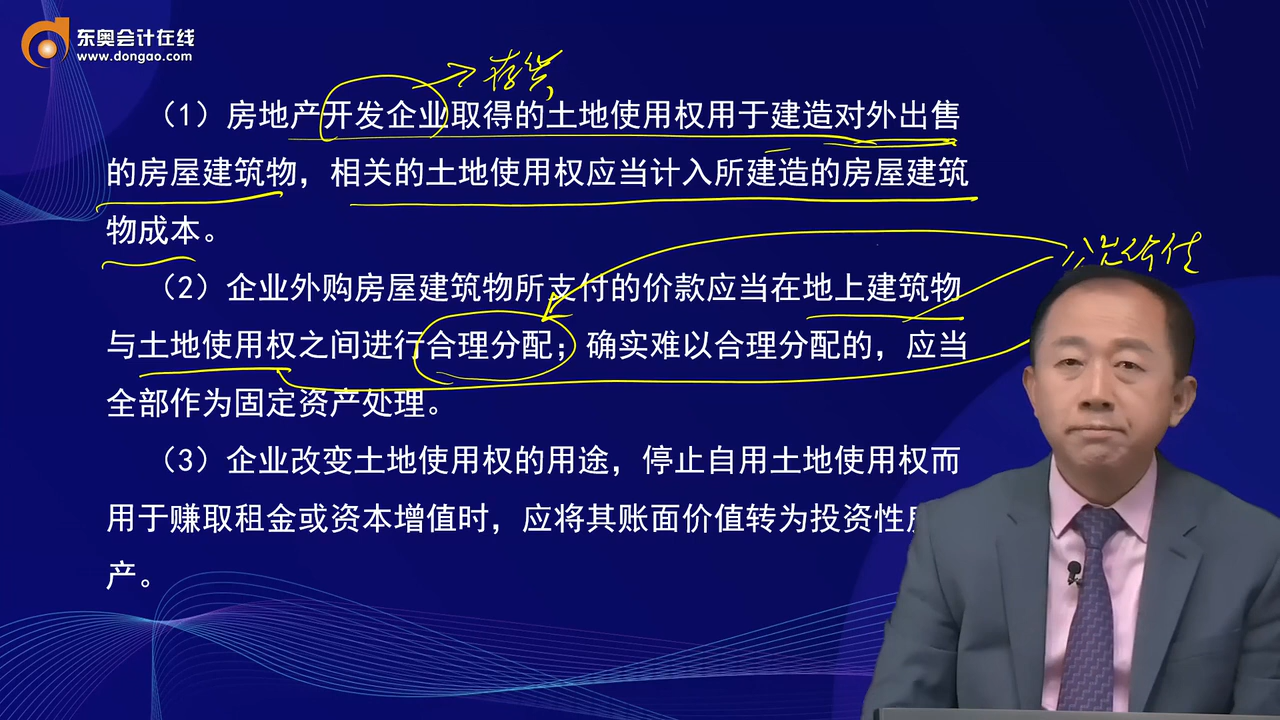 东奥会计在线
www.dongao.com
存货
（1）房地产开发企业取得的土地使用权用于建造对外出售
的房屋建筑物，相关的土地使用权应当计入所建造的房屋建筑
物成本。
公允价值
（2）企业外购房屋建筑物所支付的价款应当在地上建筑物
与土地使用权之间进行合理分配；确实难以合理分配的，应当
全部作为固定资产处理。
（3）企业改变土地使用权的用途，停止自用土地使用权而
用于赚取租金或资本增值时，应将其账面价值转为投资性
产。